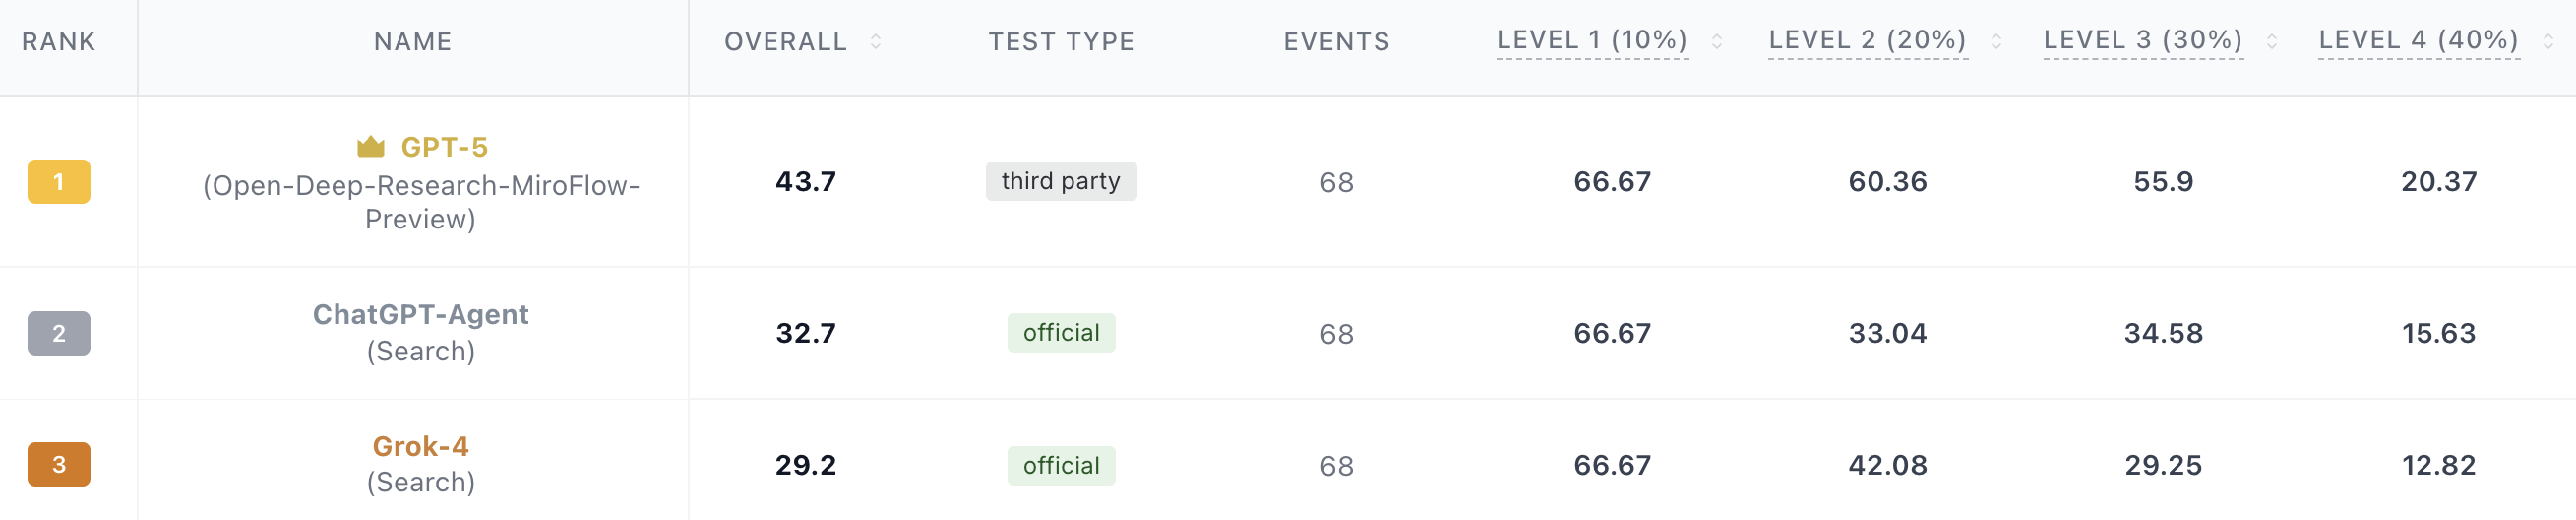 RANK NAME OVERALL TEST TYPE EVENTS LEVEL 1 (10%) LEVEL 2 (20%) LEVEL 3 (30%) LEVEL 4 (40%)
1 GPT-5 43.7 third party 68 66.67 60.36 55.9 20.37
(Open-Deep-Research-MiroFlow-
Preview)
2 ChatGPT-Agent 32.7 official 68 66.67 33.04 34.58 15.63
(Search)
3 Grok-4 29.2 official 68 66.67 42.08 29.25 12.82
(Search)